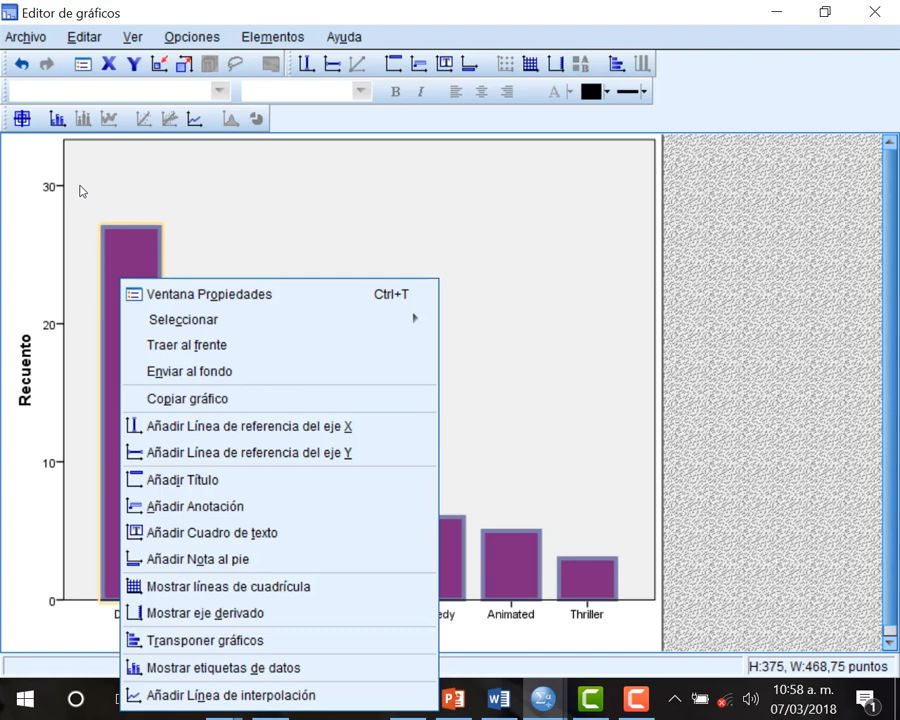 Editor de gráficos
Archivo Editar Ver Opciones Elementos Ayuda
X Y
B I A
30
20
10
0
Recuento
Ventana Propiedades Ctrl+T
Seleccionar
Traer al frente
Enviar al fondo
Copiar gráfico
Añadir Línea de referencia del eje X
Añadir Línea de referencia del eje Y
Añadir Título
Añadir Anotación
Añadir Cuadro de texto
Añadir Nota al pie
Mostrar líneas de cuadrícula
Mostrar eje derivado
Transponer gráficos
Mostrar etiquetas de datos
Añadir Línea de interpolación
D edy Animated Thriller
H:375, W:468,75 puntos
10:58 a. m.
07/03/2018
1